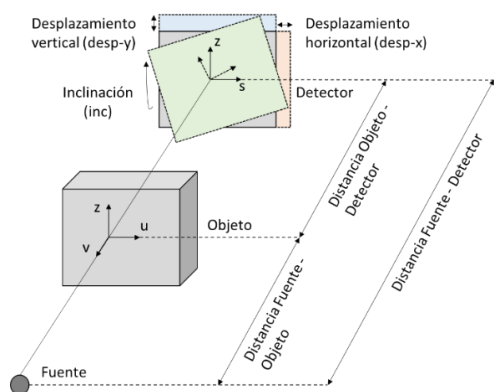 Desplazamiento
vertical (desp-y)
Desplazamiento
horizontal (desp-x)
Inclinación
(inc)
z
s
Detector
Distancia Objeto -
Detector
Distancia Fuente - Detector
z
u
v
Objeto
Distancia Fuente -
Objeto
Fuente